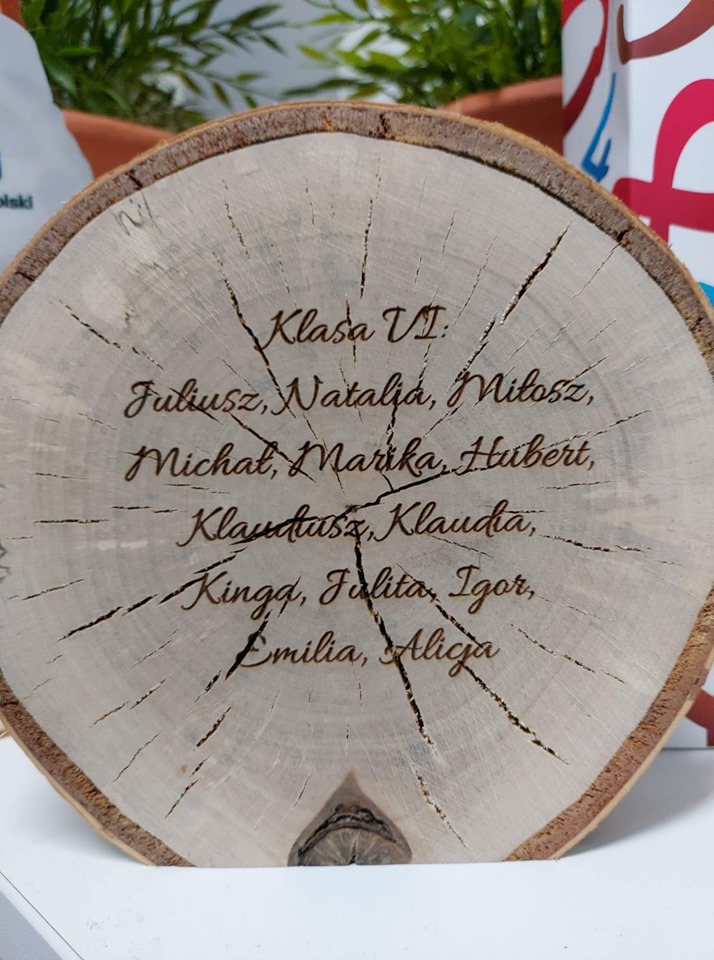 Klasa VI:
Juliusz, Natalia, Miłosz,
Michał, Marika, Hubert,
Klaudiusz, Klaudia,
Kinga, Julita, Igor,
Emilia, Alicja